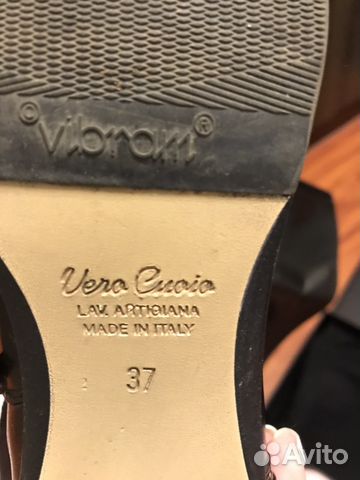 © vibram®
Vero Cuoio
LAV. ARTIGIANA
MADE IN ITALY
37
Avito